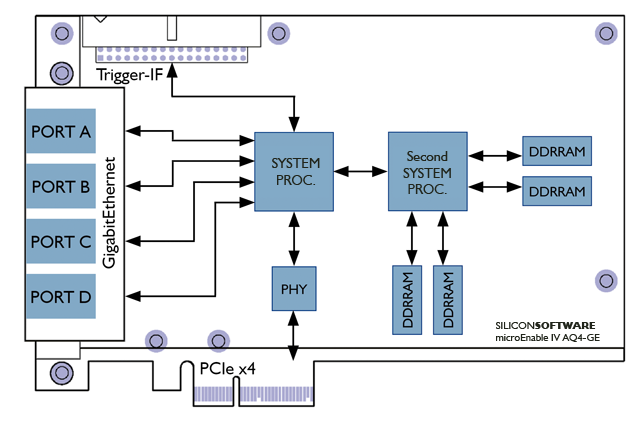 Trigger-IF
PORT A
PORT B
PORT C
PORT D
GigabitEthernet
SYSTEM
PROC.
Second
SYSTEM
PROC.
DDRRAM
DDRRAM
DDRRAM
DDRRAM
PHY
PCIe x4
SILICONSOFTWARE
microEnable IV AQ4-GE